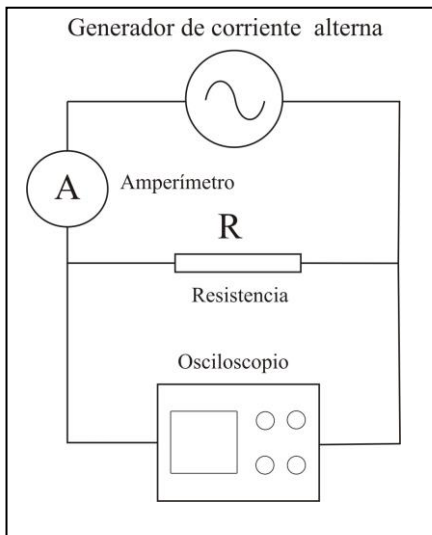 Generador de corriente alterna
A
Amperímetro
R
Resistencia
Osciloscopio